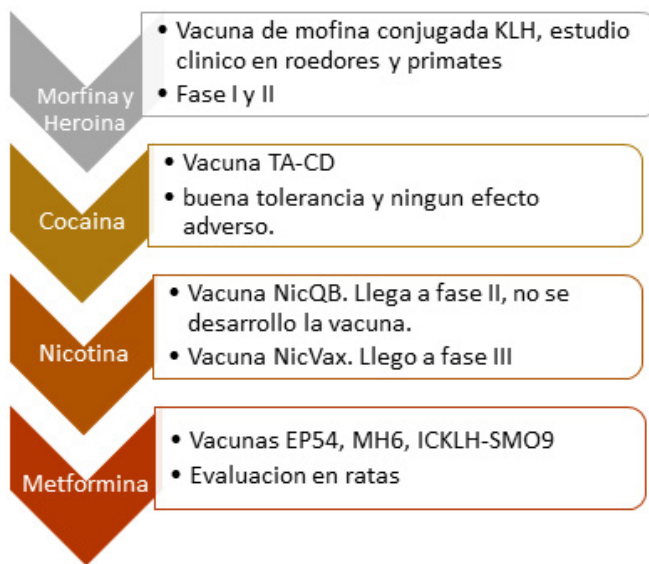 Morfina y
Heroina
• Vacuna de mofina conjugada KLH, estudio
clinico en roedores y primates
• Fase I y II
Cocaina
• Vacuna TA-CD
• buena tolerancia y ningun efecto
adverso.
Nicotina
• Vacuna NicQB. Llega a fase II, no se
desarrollo la vacuna.
• Vacuna NicVax. Llego a fase III
Metformina
• Vacunas EP54, MH6, ICKLH-SMO9
• Evaluacion en ratas